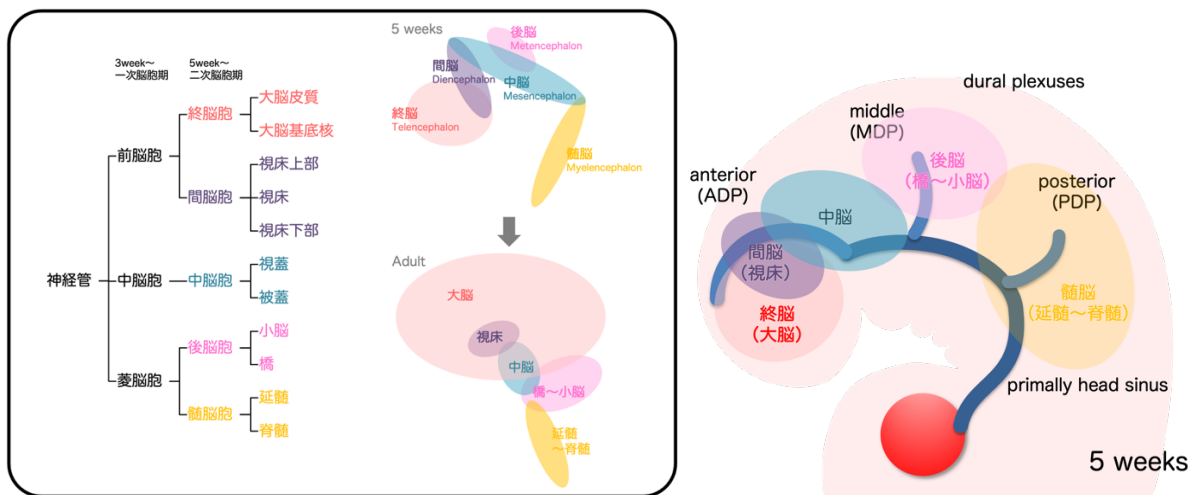 3week～
一次脳胞期
5week～
二次脳胞期
神経管
前脳胞
中脳胞
菱脳胞
終脳胞
間脳胞
中脳胞
後脳胞
髄脳胞
大脳皮質
大脳基底核
視床上部
視床
視床下部
視蓋
被蓋
小脳
橋
延髄
脊髄
5 weeks
後脳
Metencephalon
間脳
Diencephalon
中脳
Mesencephalon
終脳
Telencephalon
髄脳
Myelencephalon
Adult
大脳
視床
中脳
橋～小脳
延髄
～脊髄
dural plexuses
middle
(MDP)
後脳
（橋～小脳）
anterior
(ADP)
posterior
(PDP)
中脳
間脳
（視床）
髄脳
（延髄～脊髄）
終脳
（大脳）
primally head sinus
5 weeks